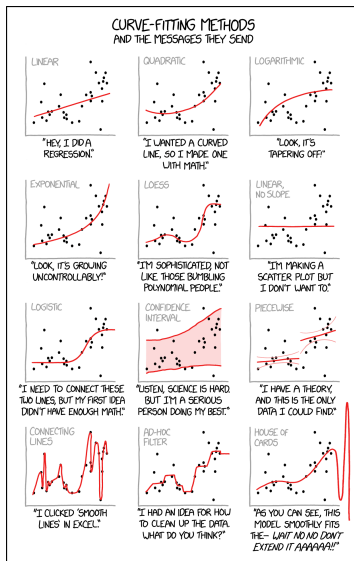 CURVE-FITTING METHODS
AND THE MESSAGES THEY SEND
LINEAR
"HEY, I DID A
REGRESSION."
QUADRATIC
"I WANTED A CURVED
LINE, SO I MADE ONE
WITH MATH."
LOGARITHMIC
"LOOK, IT'S
TAPERING OFF!"
EXPONENTIAL
"LOOK, IT'S GROWING
UNCONTROLLABLY!"
LOESS
"I'M SOPHISTICATED, NOT
LIKE THOSE BUMBLING
POLYNOMIAL PEOPLE."
LINEAR,
NO SLOPE
"I'M MAKING A
SCATTER PLOT BUT
I DON'T WANT TO."
LOGISTIC
"I NEED TO CONNECT THESE
TWO LINES, BUT MY FIRST IDEA
DIDN'T HAVE ENOUGH MATH."
CONFIDENCE
INTERVAL
"LISTEN, SCIENCE IS HARD.
BUT I'M A SERIOUS
PERSON DOING MY BEST."
PIECEWISE
"I HAVE A THEORY,
AND THIS IS THE ONLY
DATA I COULD FIND."
CONNECTING
LINES
"I CLICKED 'SMOOTH
LINES' IN EXCEL."
AD-HOC
FILTER
"I HAD AN IDEA FOR HOW
TO CLEAN UP THE DATA.
WHAT DO YOU THINK?"
HOUSE OF
CARDS
"AS YOU CAN SEE, THIS
MODEL SMOOTHLY FITS
THE- WAIT NO NO DON'T
EXTEND IT AAAAAA!!"